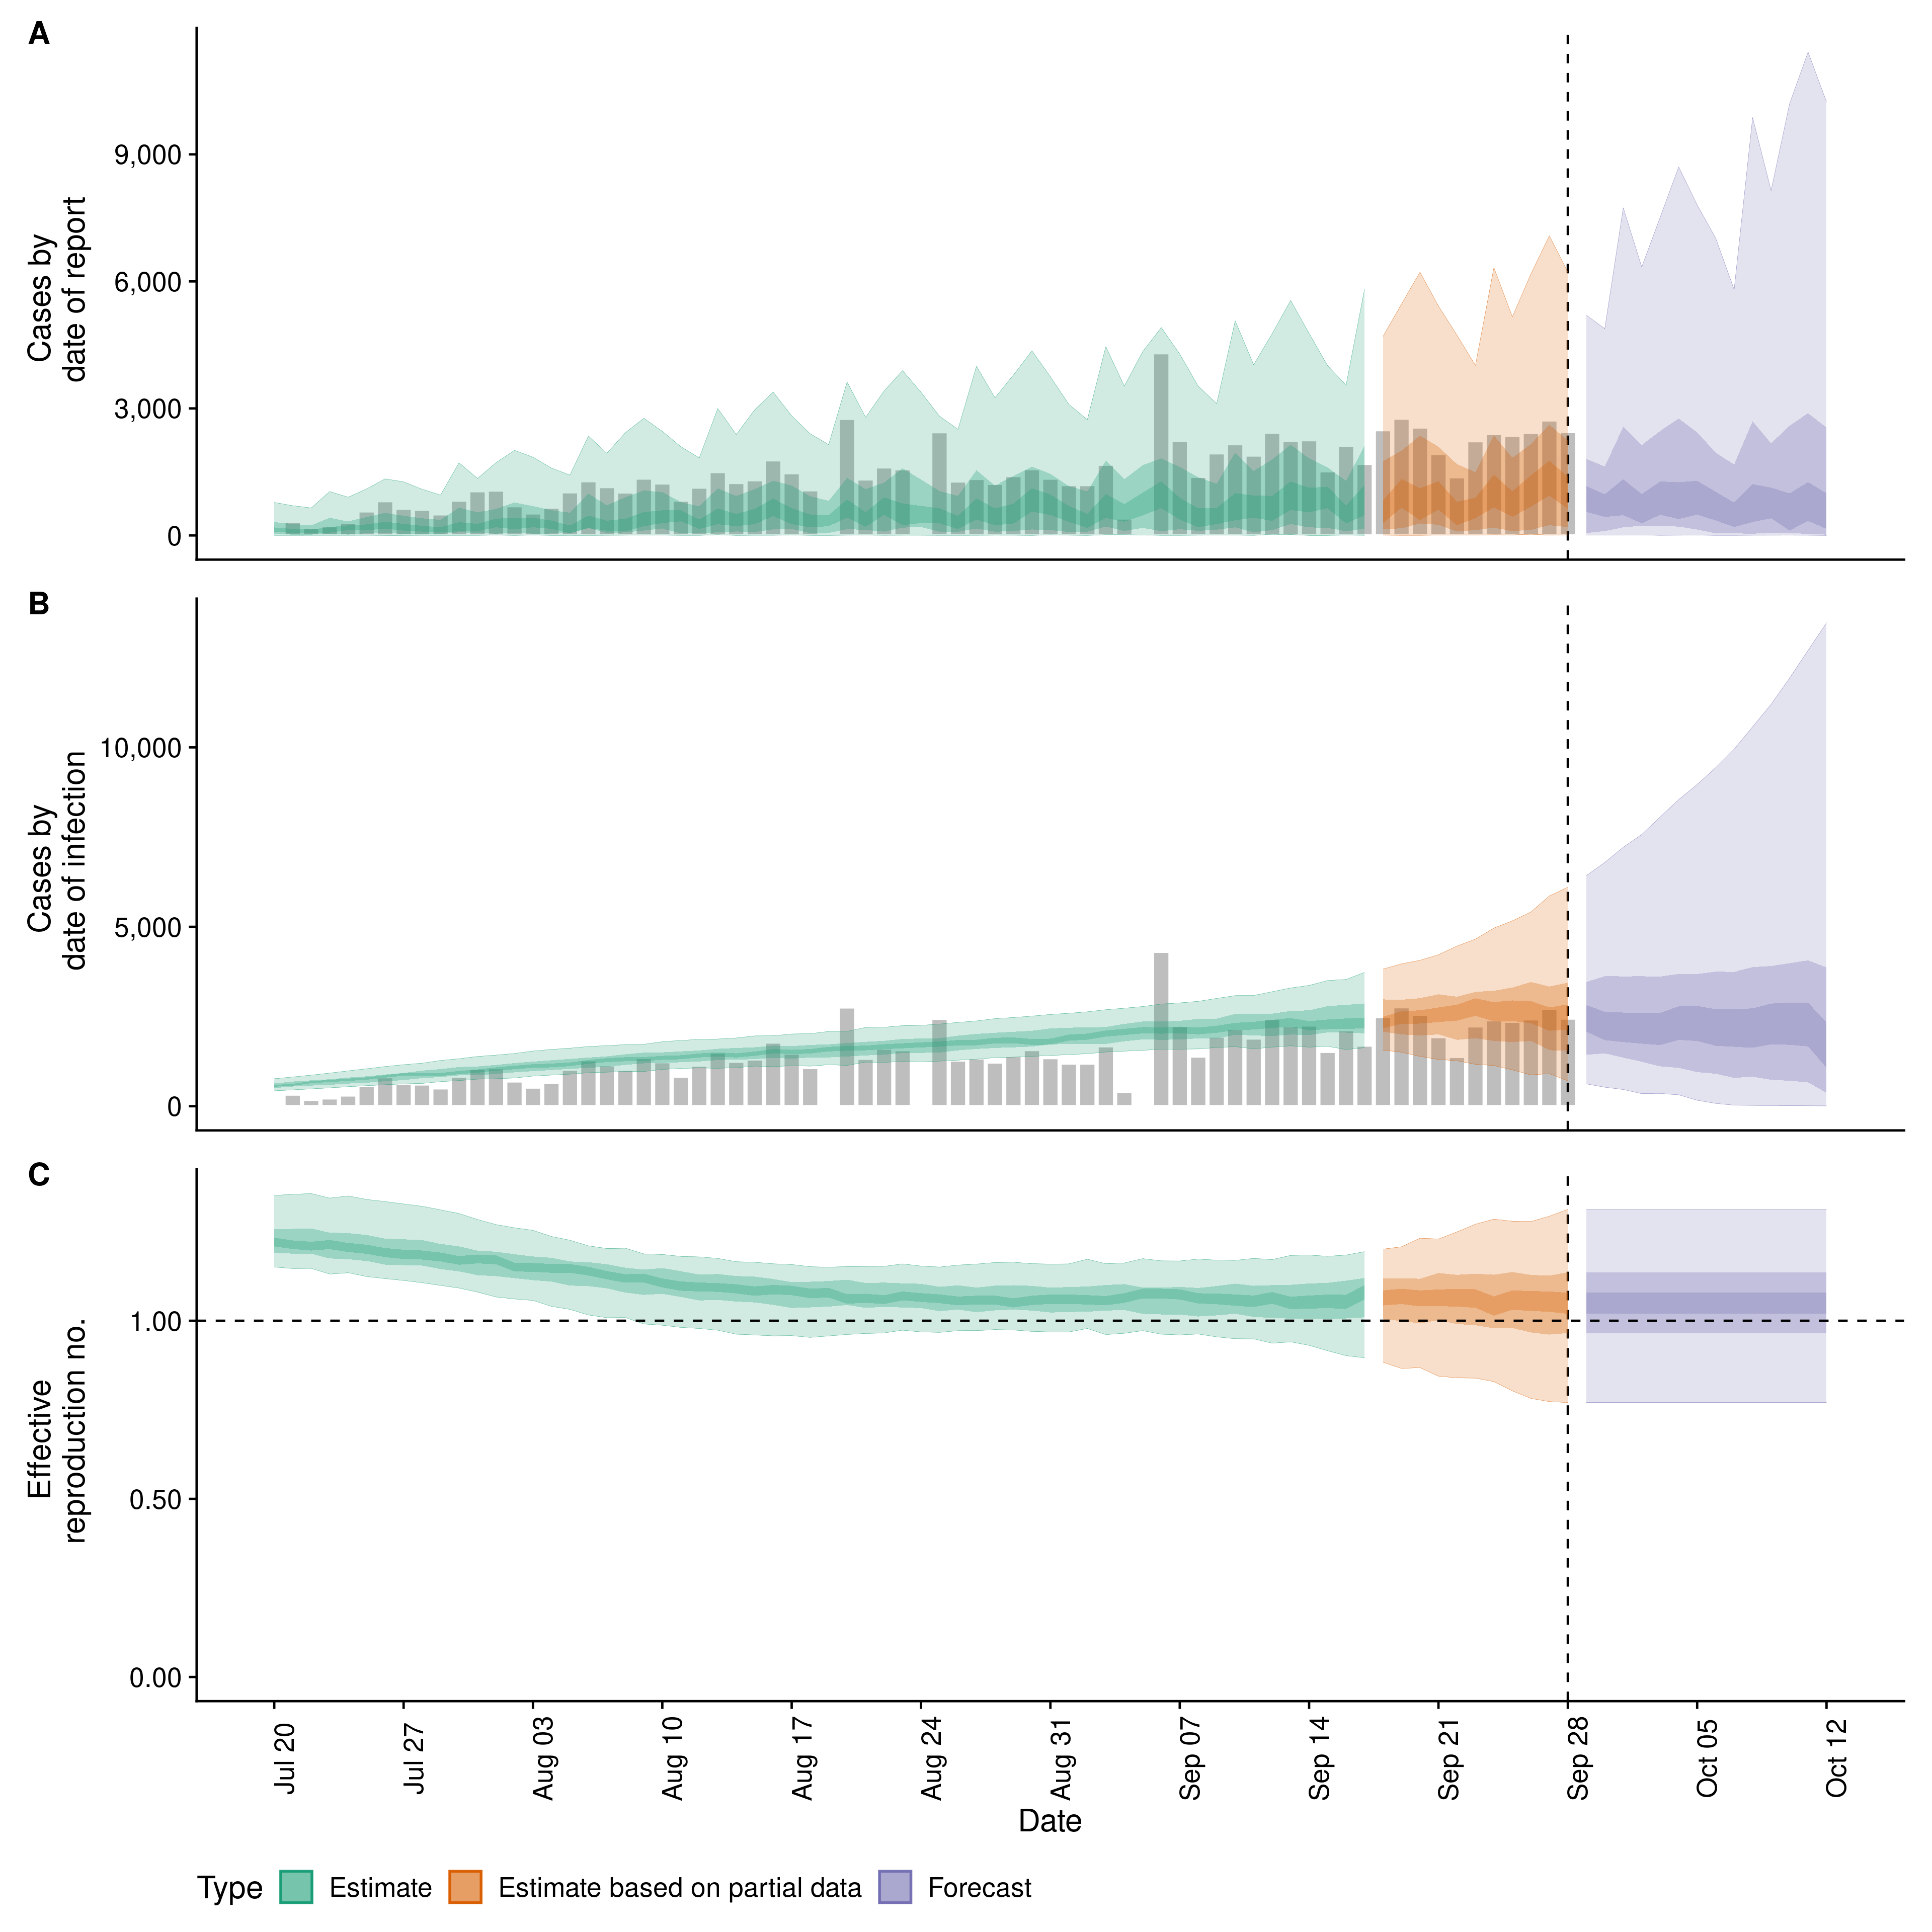 A
Cases by
date of report
9,000
6,000
3,000
0
B
Cases by
date of infection
10,000
5,000
0
C
Effective
reproduction no.
1.00
0.50
0.00
Jul 20
Jul 27
Aug 03
Aug 10
Aug 17
Aug 24
Aug 31
Sep 07
Sep 14
Sep 21
Sep 28
Oct 05
Oct 12
Date
Type Estimate Estimate based on partial data Forecast